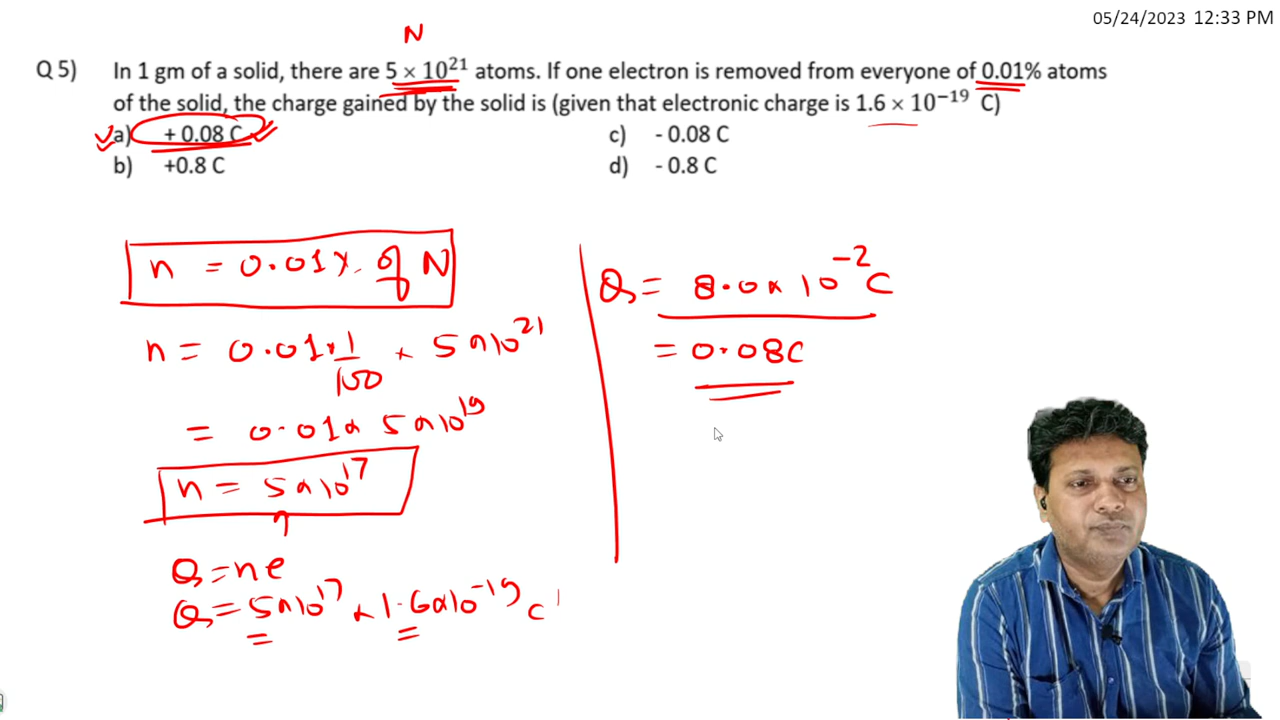 05/24/2023 12:33 PM
N
Q 5) In 1 gm of a solid, there are 5 × 10²¹ atoms. If one electron is removed from everyone of 0.01% atoms
of the solid, the charge gained by the solid is (given that electronic charge is 1.6 × 10⁻¹⁹ C)
a) + 0.08 C c) - 0.08 C
b) +0.8 C d) - 0.8 C
n = 0.01% of N
n = 0.01 × 1/100 × 5 × 10²¹
= 0.01 × 5 × 10¹⁹
n = 5 × 10¹⁷
Q = ne
Q = 5 × 10¹⁷ × 1.6 × 10⁻¹⁹ C
Q = 8.0 × 10⁻² C
= 0.08 C